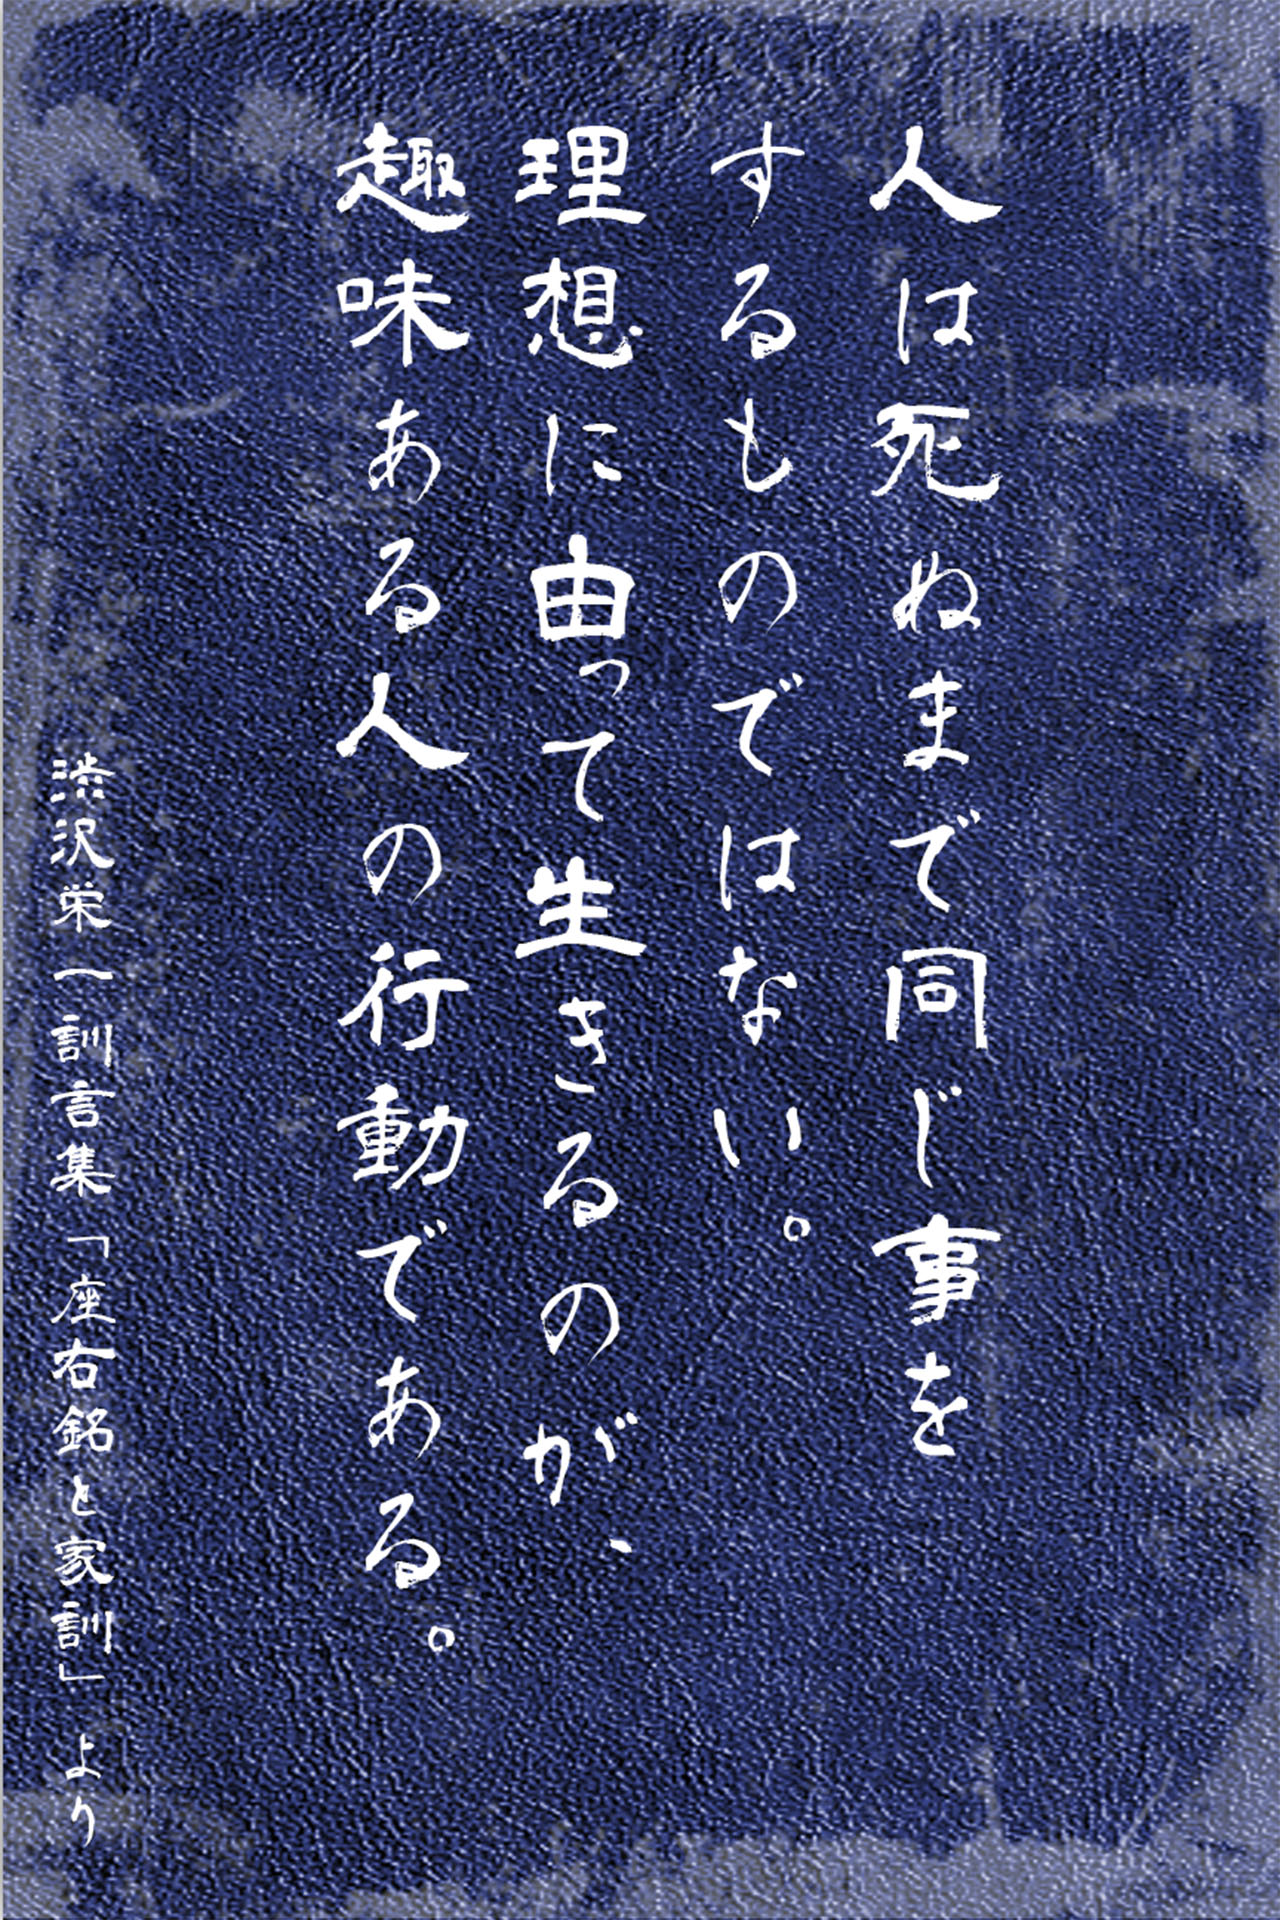 人は死ぬまで同じ事を
するものではない。
理想に由って生きるのが、
趣味ある人の行動である。
渋沢栄一訓言集「座右銘と家訓」より